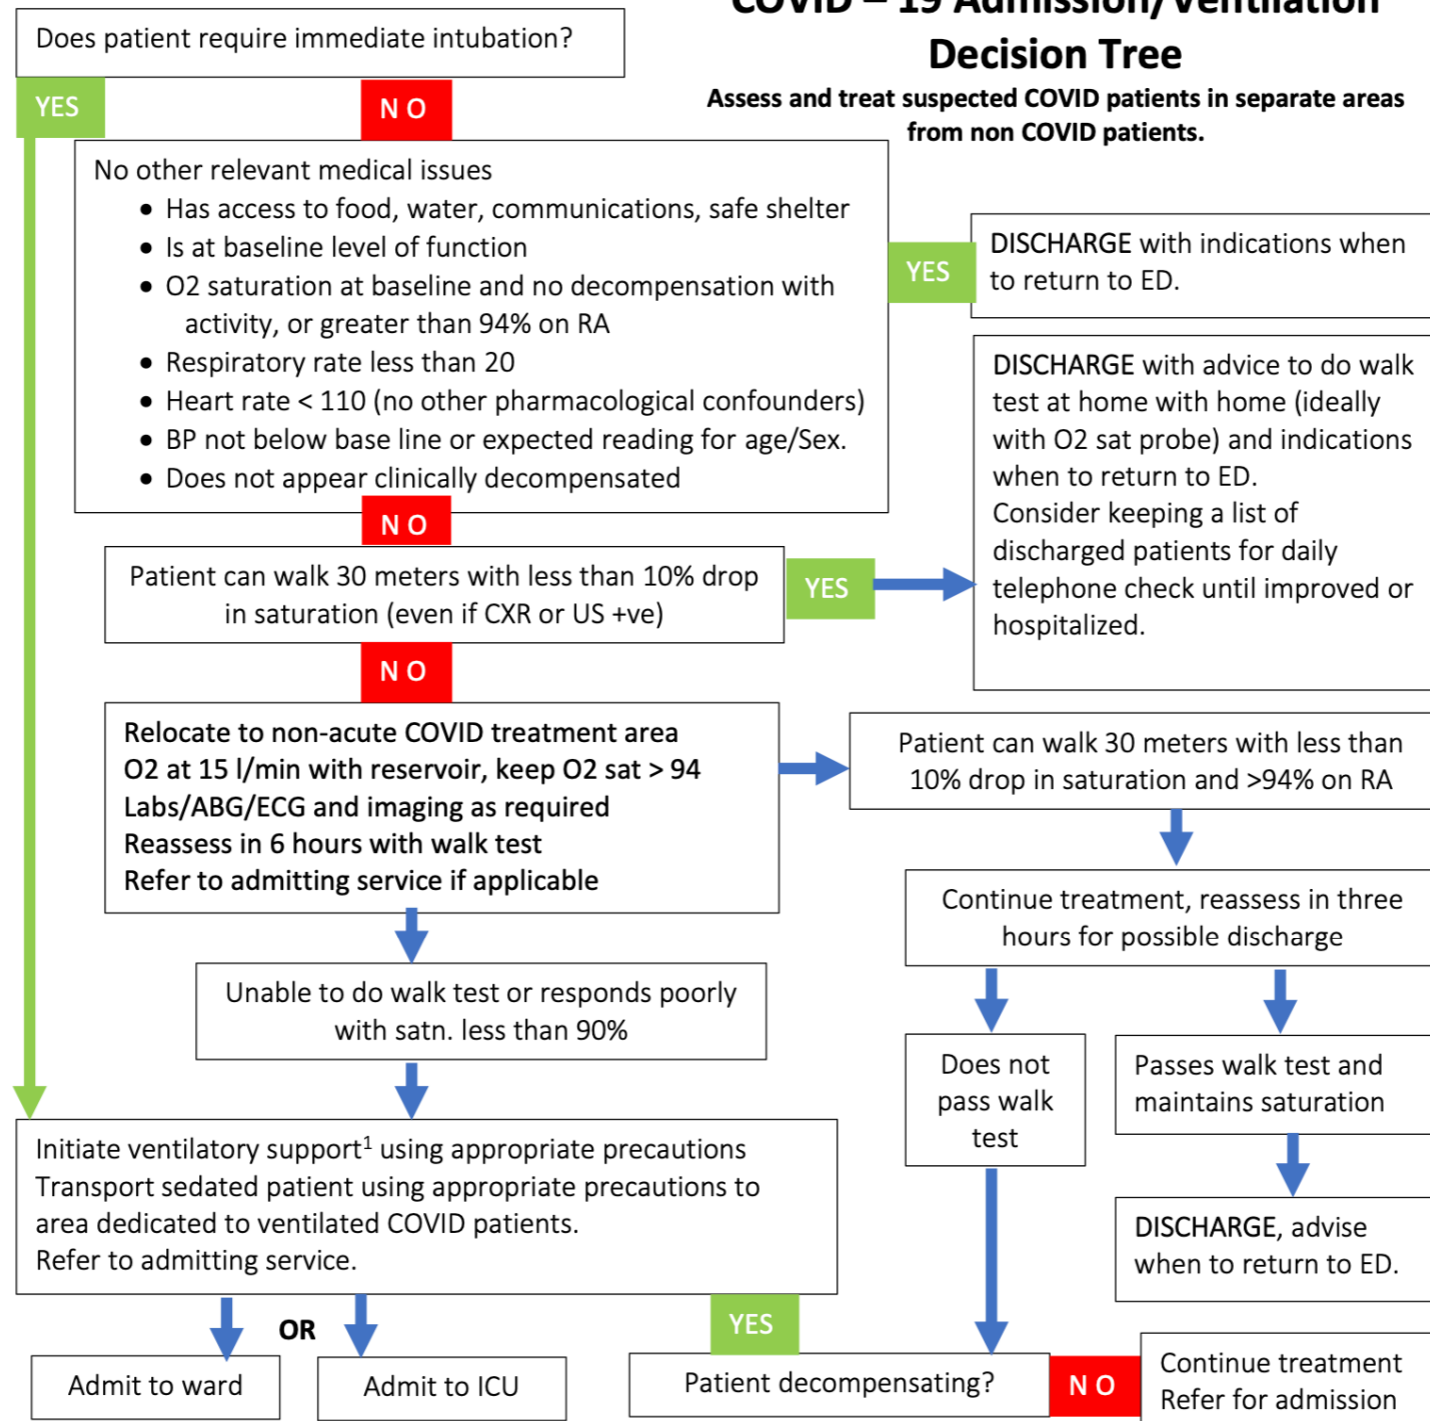 COVID – 19 Admission/Ventilation
Decision Tree
Assess and treat suspected COVID patients in separate areas
from non COVID patients.
Does patient require immediate intubation?
YES
N O
No other relevant medical issues
• Has access to food, water, communications, safe shelter
• Is at baseline level of function
• O2 saturation at baseline and no decompensation with
activity, or greater than 94% on RA
• Respiratory rate less than 20
• Heart rate < 110 (no other pharmacological confounders)
• BP not below base line or expected reading for age/Sex.
• Does not appear clinically decompensated
YES
DISCHARGE with indications when
to return to ED.
N O
Patient can walk 30 meters with less than 10% drop
in saturation (even if CXR or US +ve)
YES
DISCHARGE with advice to do walk
test at home with home (ideally
with O2 sat probe) and indications
when to return to ED.
Consider keeping a list of
discharged patients for daily
telephone check until improved or
hospitalized.
N O
Relocate to non-acute COVID treatment area
O2 at 15 l/min with reservoir, keep O2 sat > 94
Labs/ABG/ECG and imaging as required
Reassess in 6 hours with walk test
Refer to admitting service if applicable
Patient can walk 30 meters with less than
10% drop in saturation and >94% on RA
Continue treatment, reassess in three
hours for possible discharge
Unable to do walk test or responds poorly
with satn. less than 90%
Does not
pass walk
test
Passes walk test and
maintains saturation
Initiate ventilatory support¹ using appropriate precautions
Transport sedated patient using appropriate precautions to
area dedicated to ventilated COVID patients.
Refer to admitting service.
DISCHARGE, advise
when to return to ED.
OR
Admit to ward
Admit to ICU
YES
Patient decompensating?
N O
Continue treatment
Refer for admission